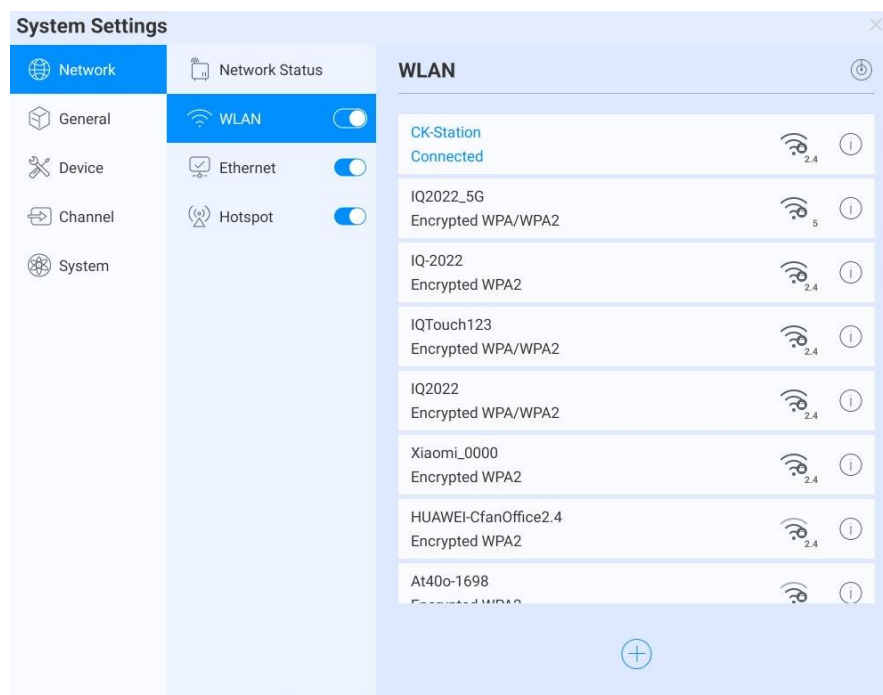 System Settings
Network
General
Device
Channel
System
Network Status
WLAN
Ethernet
Hotspot
WLAN
CK-Station
Connected
2.4
IQ2022_5G
Encrypted WPA/WPA2
5
IQ-2022
Encrypted WPA2
2.4
IQTouch123
Encrypted WPA/WPA2
2.4
IQ2022
Encrypted WPA/WPA2
2.4
Xiaomi_0000
Encrypted WPA2
2.4
HUAWEI-CfanOffice2.4
Encrypted WPA2
2.4
At40o-1698